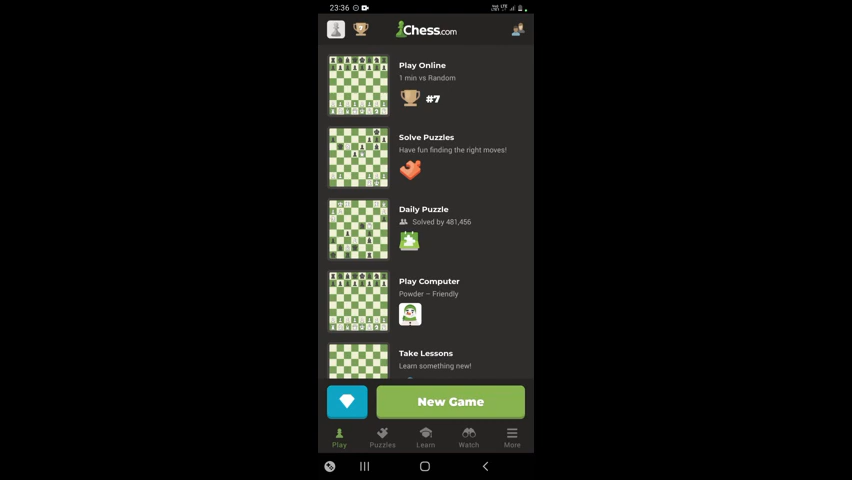 23:36
Chess.com
Play Online
1 min vs Random
#7
Solve Puzzles
Have fun finding the right moves!
Daily Puzzle
Solved by 481,456
Play Computer
Powder – Friendly
Take Lessons
Learn something new!
New Game
Play
Puzzles
Learn
Watch
More